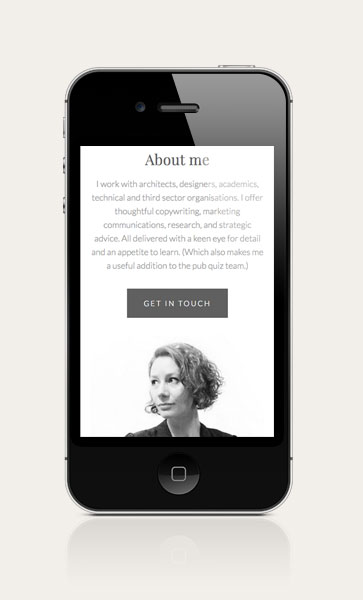 About me
I work with architects, designers, academics,
technical and third sector organisations. I offer
thoughtful copywriting, marketing
communications, research, and strategic
advice. All delivered with a keen eye for detail
and an appetite to learn. (Which also makes me
a useful addition to the pub quiz team.)
GET IN TOUCH